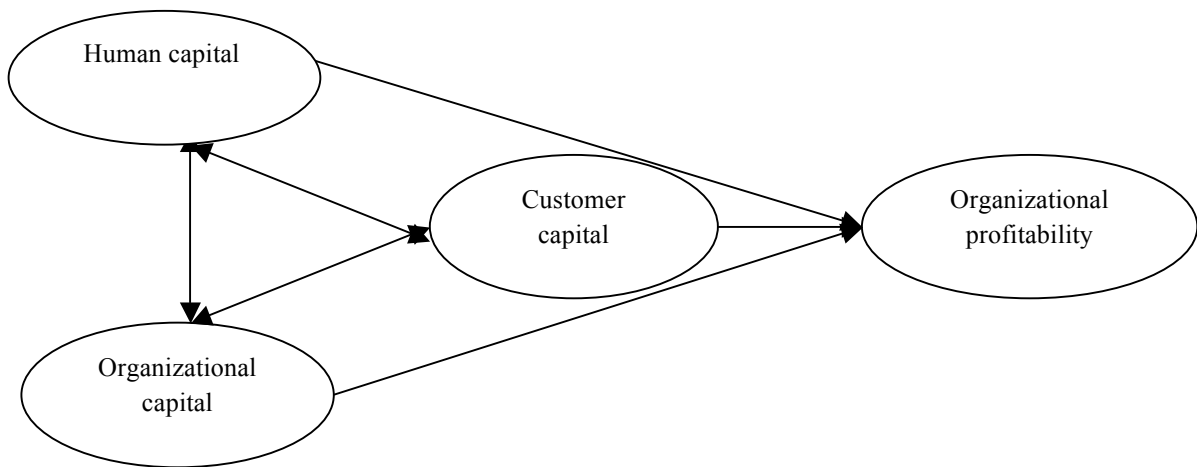 Human capital
Customer
capital
Organizational
profitability
Organizational
capital